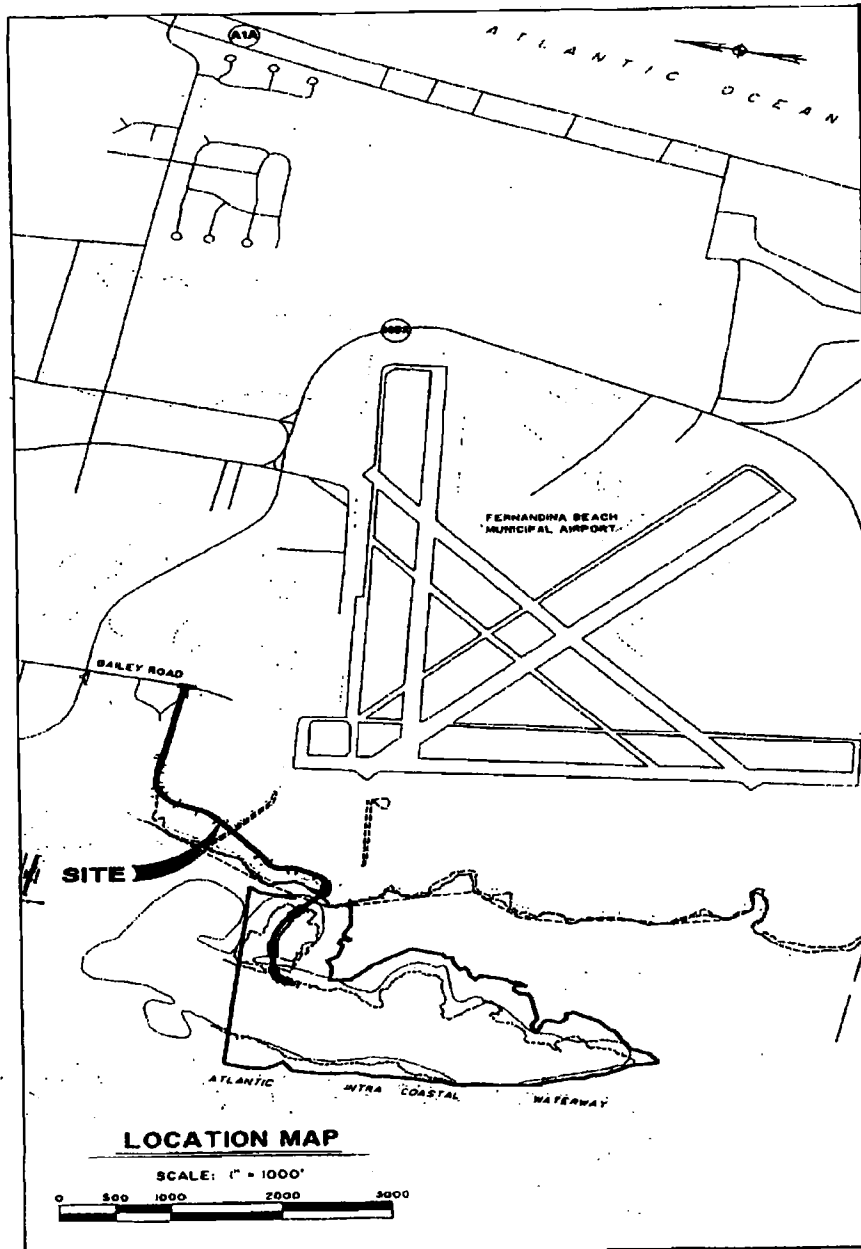 A1A
ATLANTIC OCEAN
FERNANDINA BEACH
MUNICIPAL AIRPORT
BAILEY ROAD
SITE
ATLANTIC INTRA COASTAL WATERWAY
LOCATION MAP
SCALE: 1" = 1000'
0 500 1000 2000 3000